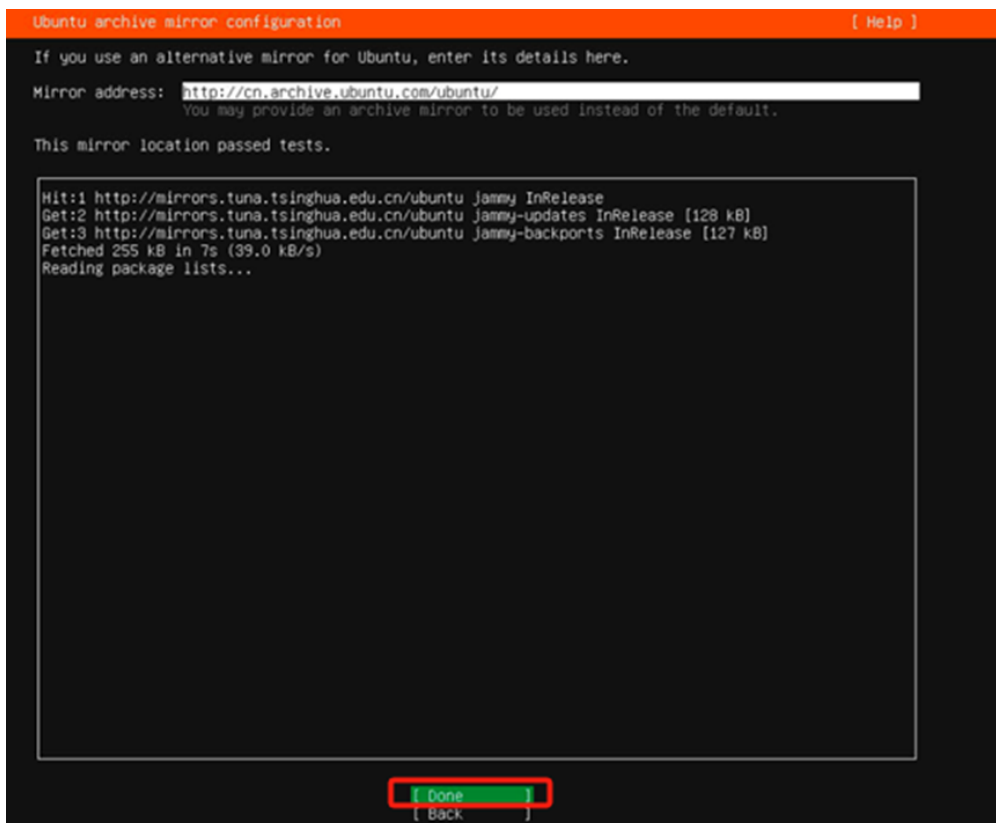 Ubuntu archive mirror configuration [ Help ]
If you use an alternative mirror for Ubuntu, enter its details here.
Mirror address: http://cn.archive.ubuntu.com/ubuntu/
You may provide an archive mirror to be used instead of the default.
This mirror location passed tests.
Hit:1 http://mirrors.tuna.tsinghua.edu.cn/ubuntu jammy InRelease
Get:2 http://mirrors.tuna.tsinghua.edu.cn/ubuntu jammy-updates InRelease [128 kB]
Get:3 http://mirrors.tuna.tsinghua.edu.cn/ubuntu jammy-backports InRelease [127 kB]
Fetched 255 kB in 7s (39.0 kB/s)
Reading package lists...
[ Done ]
[ Back ]